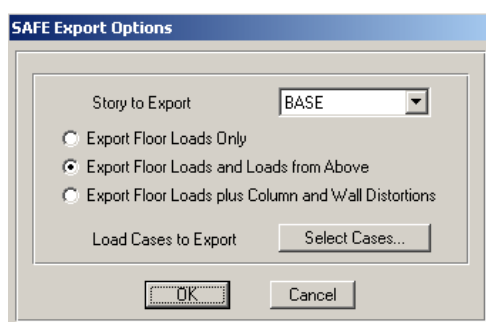 SAFE Export Options
Story to Export BASE
Export Floor Loads Only
Export Floor Loads and Loads from Above
Export Floor Loads plus Column and Wall Distortions
Load Cases to Export Select Cases...
OK Cancel